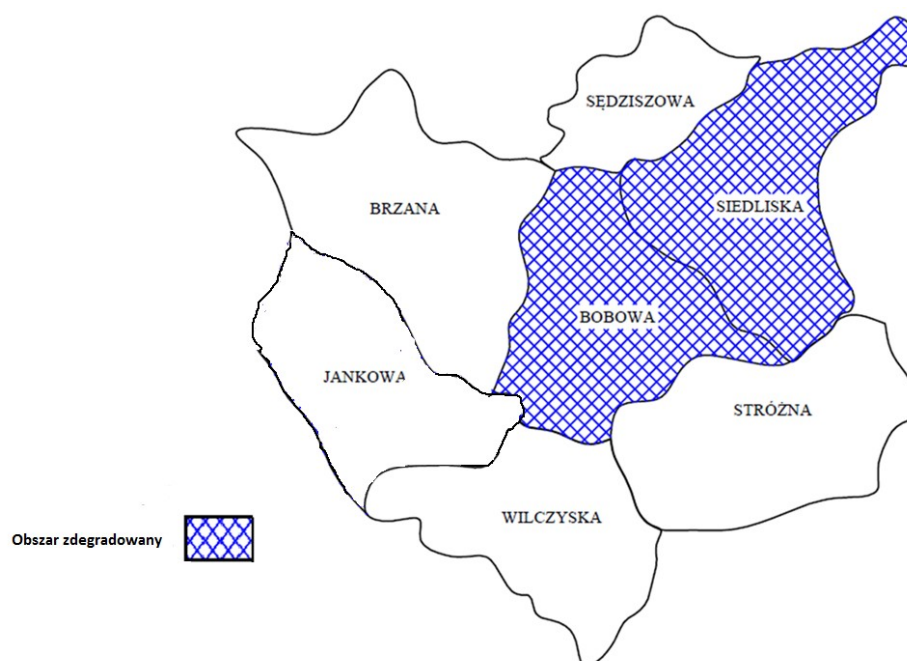 SĘDZISZOWA
BRZANA
SIEDLISKA
BOBOWA
JANKOWA
STRÓŻNA
WILCZYSKA
Obszar zdegradowany